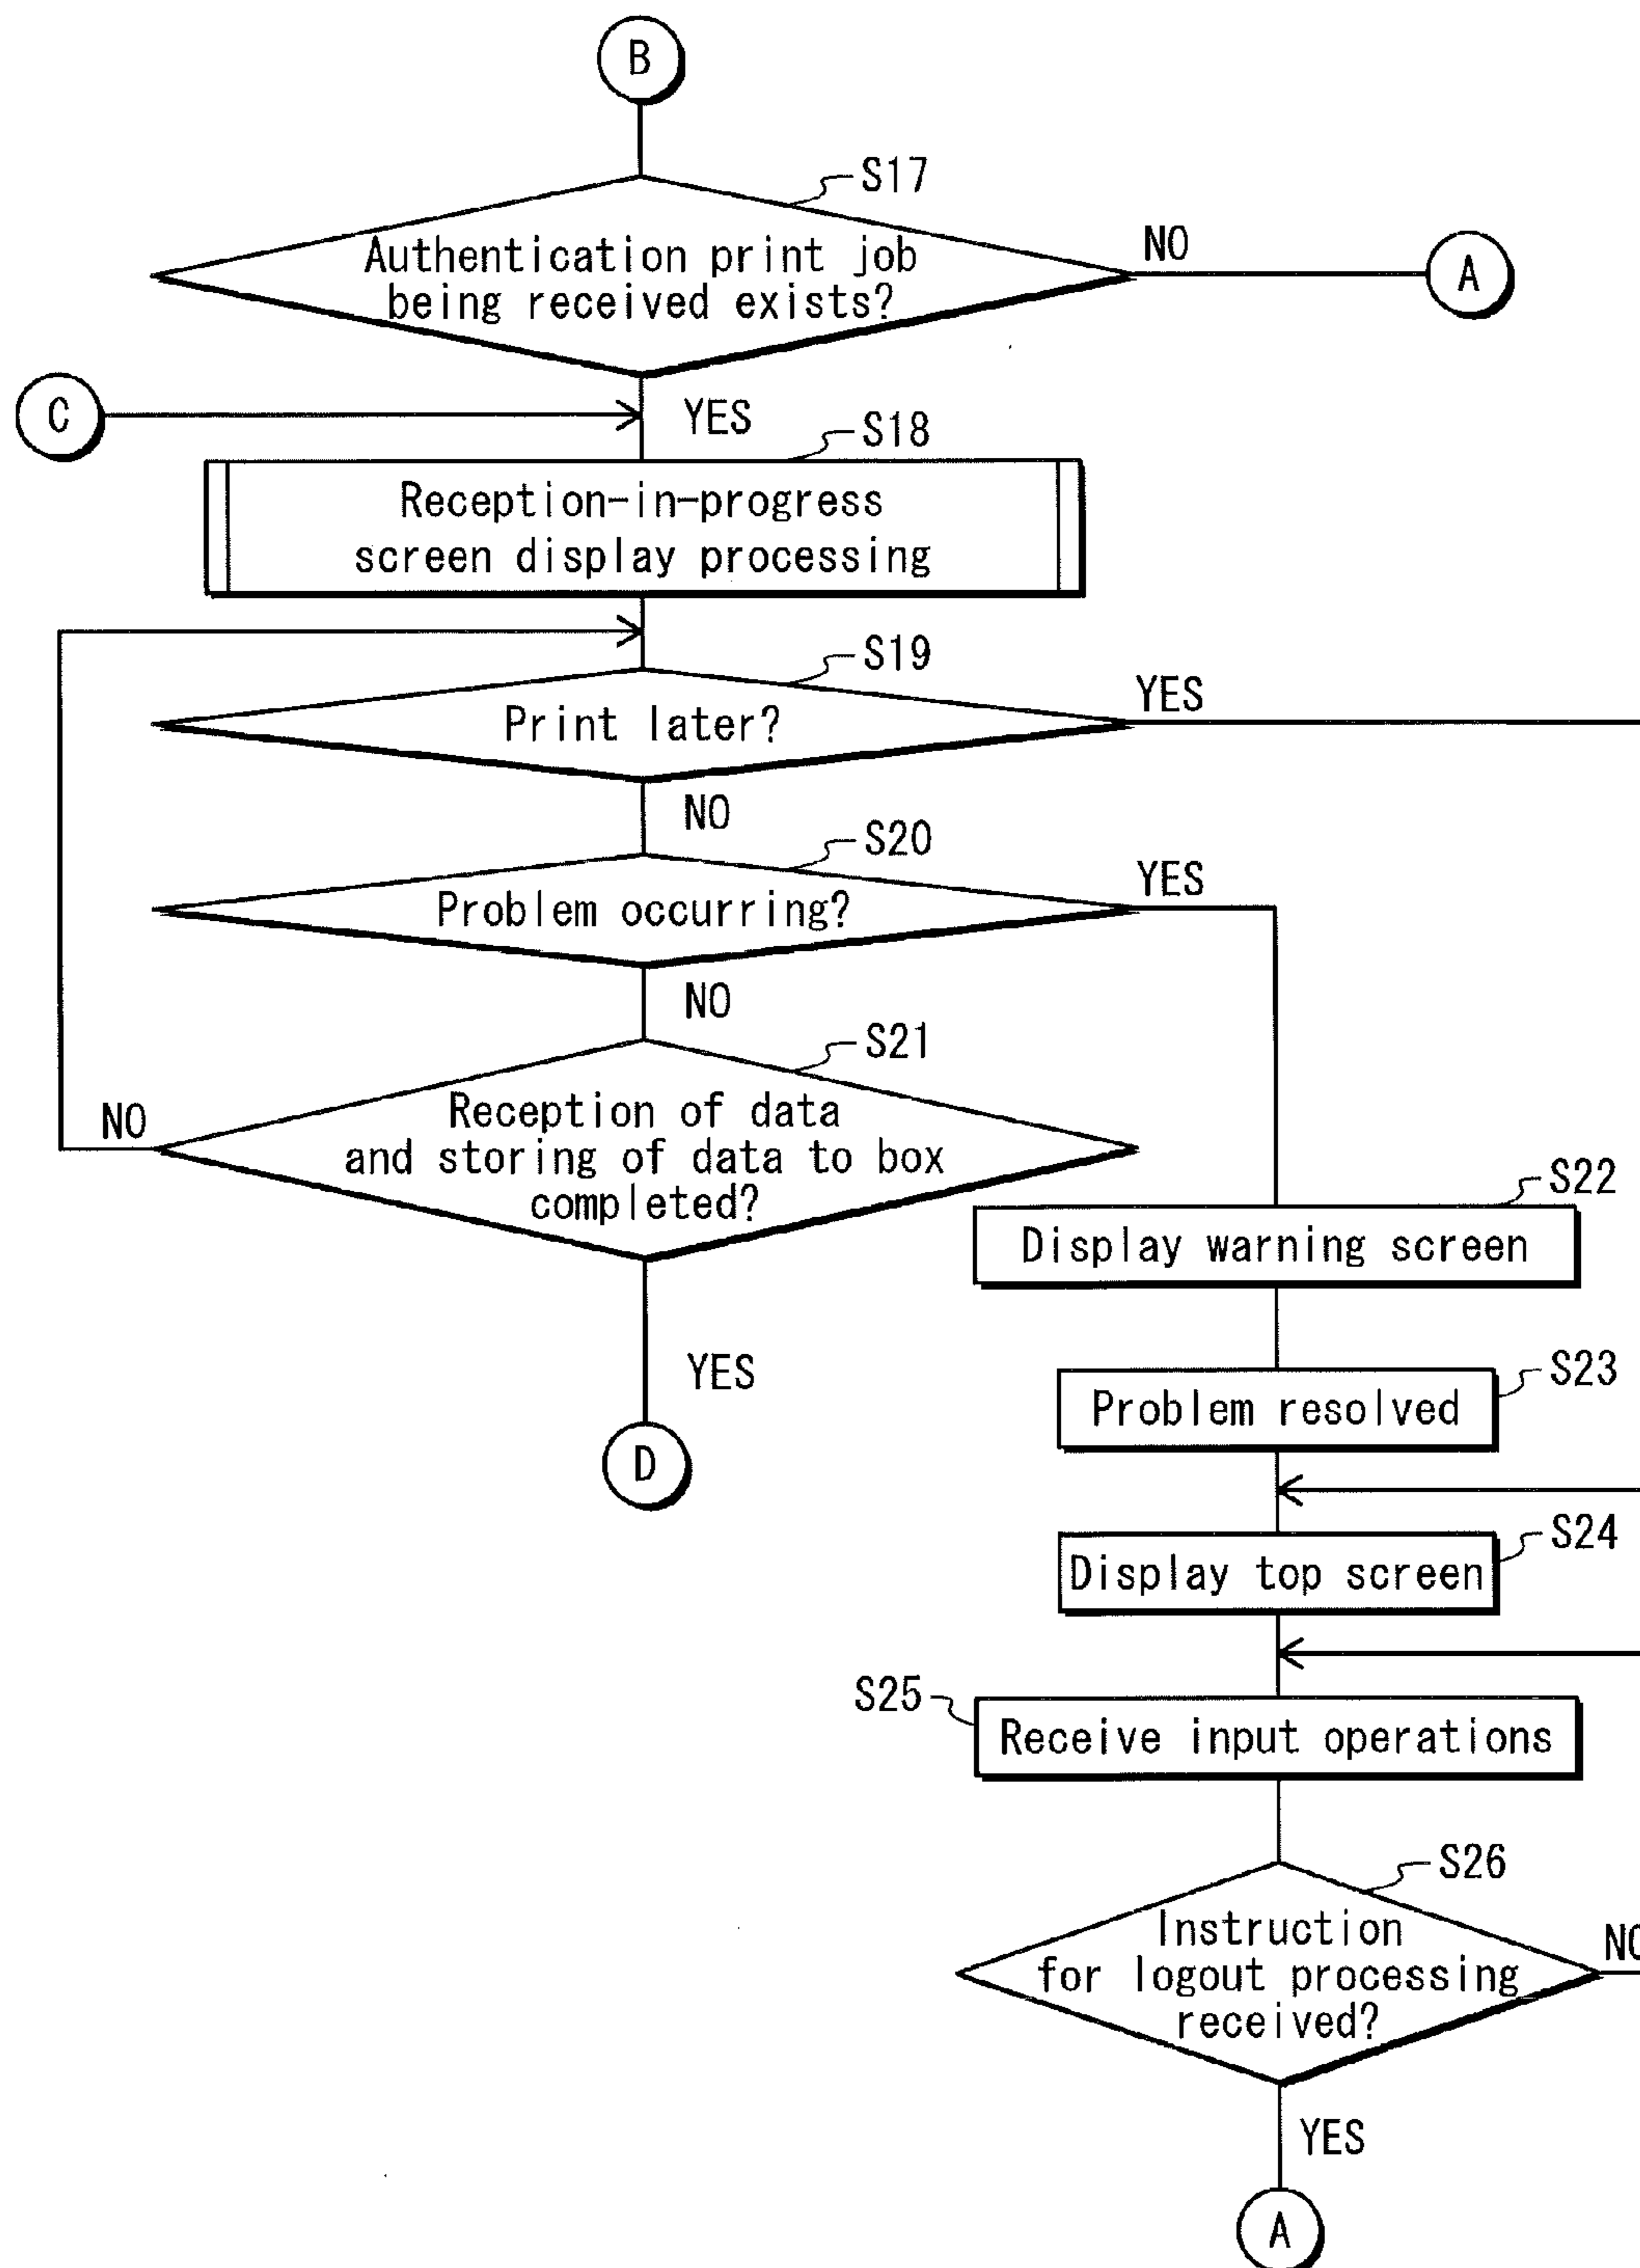 B
S17
Authentication print job
being received exists?
NO
A
C
YES
S18
Reception-in-progress
screen display processing
S19
Print later?
YES
NO
S20
Problem occurring?
YES
NO
S21
Reception of data
and storing of data to box
completed?
NO
YES
D
S22
Display warning screen
S23
Problem resolved
S24
Display top screen
S25
Receive input operations
S26
Instruction
for logout processing
received?
NO
YES
A